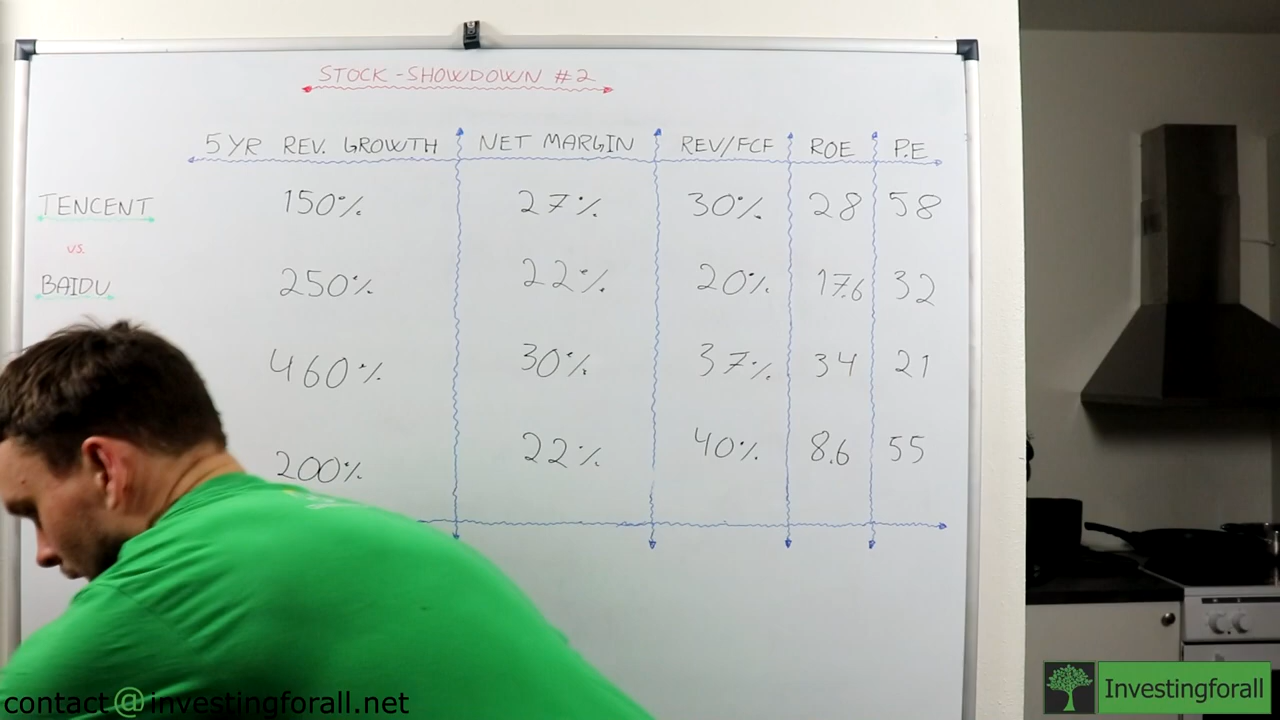 STOCK-SHOWDOWN #2
5 YR REV. GROWTH NET MARGIN REV/FCF ROE P.E
TENCENT 150% 27% 30% 28 58
vs.
BAIDU 250% 22% 20% 17.6 32
460% 30% 37% 34 21
200% 22% 40% 8.6 55
contact@investingforall.net
Investingforall